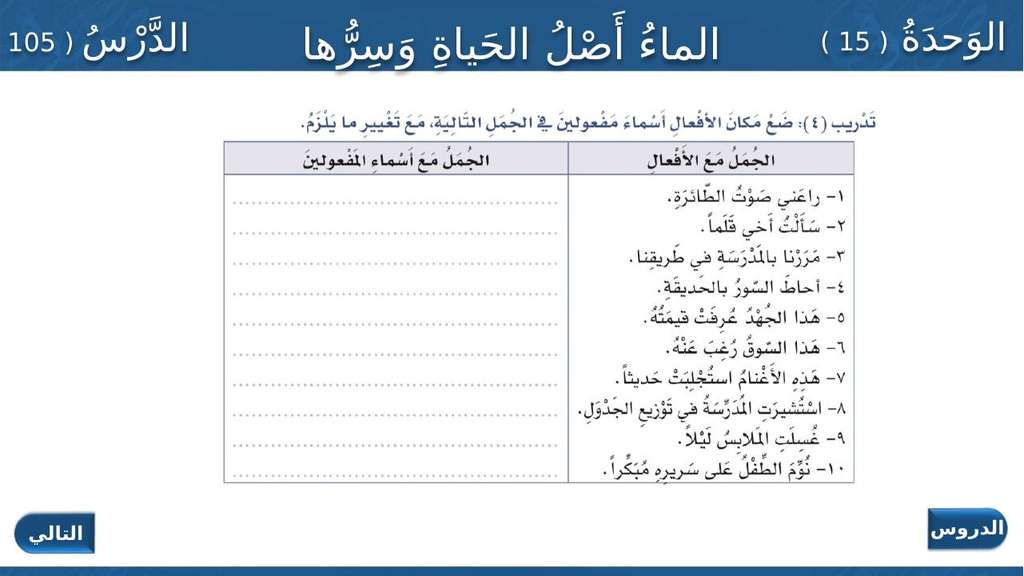 الوَحدَةُ ( 15 )
الماءُ أَصْلُ الحَياةِ وَسِرُّها
الدَّرْسُ ( 105
تَدْريب (٤): ضَعْ مَكانَ الأفْعالِ أَسْماءَ مَفْعولينَ في الجُمَلِ التَّالِيَةِ، مَعَ تَغْييرِ ما يَلْزَمُ.
الجُمَلُ مَعَ الأَفْعالِ
الجُمَلُ مَعَ أَسْماءِ المَفْعولينَ
١- راعَني صَوْتُ الطّائرَةِ.
٢- سَأَلْتُ أَخي قَلَماً.
٣- مَرَرْنا بالمَدْرَسَةِ في طَريقِنا.
٤- أحاطَ السّورُ بالحَديقَةِ.
٥- هَذا الجُهْدُ عُرِفَتْ قيمَتُهُ.
٦- هَذا السّوقُ رُغِبَ عَنْهُ.
٧- هَذِهِ الأَغْنامُ استُجْلِبَتْ حَديثاً.
٨- اسْتُشيرَتِ المُدَرِّسَةُ في تَوْزيعِ الجَدْوَلِ.
٩- غُسِلَتِ المَلابِسُ لَيْلاً.
١٠- نُوِّمَ الطِّفْلُ عَلى سَريرِهِ مُبَكِّراً.
الدروس
التالي